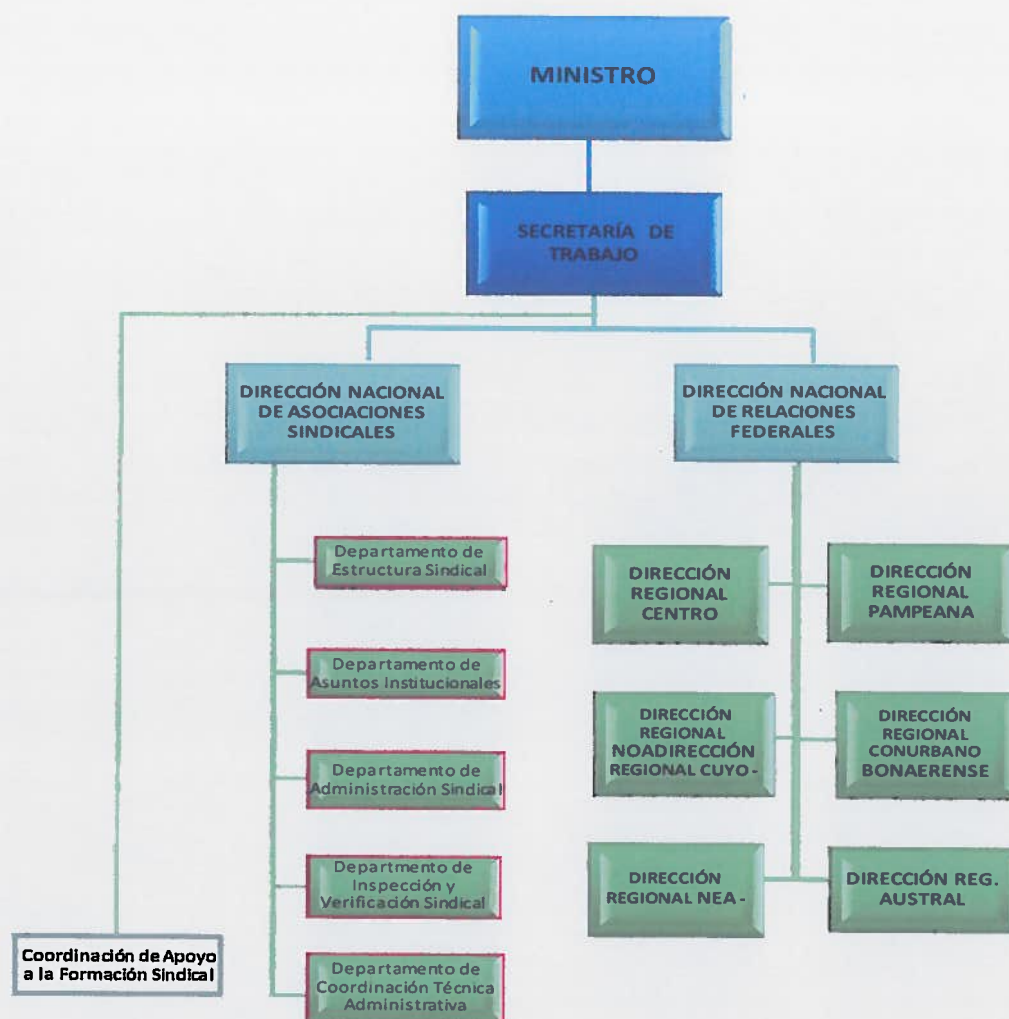 MINISTRO
SECRETARÍA DE
TRABAJO
DIRECCIÓN NACIONAL
DE ASOCIACIONES
SINDICALES
DIRECCIÓN NACIONAL
DE RELACIONES
FEDERALES
Departamento de
Estructura Sindical
Departamento de
Asuntos Institucionales
Departamento de
Administración Sindical
Department de
Inspección y
Verificación Sindical
Departamento de
Coordinación Técnica
Administrativa
DIRECCIÓN
REGIONAL
CENTRO
DIRECCIÓN
REGIONAL
PAMPEANA
DIRECCIÓN
REGIONAL
NOADIRECCIÓN
REGIONAL CUYO-
DIRECCIÓN
REGIONAL
CONURBANO
BONAERENSE
DIRECCIÓN
REGIONAL NEA-
DIRECCIÓN REG.
AUSTRAL
Coordinación de Apoyo
a la Formación Sindical